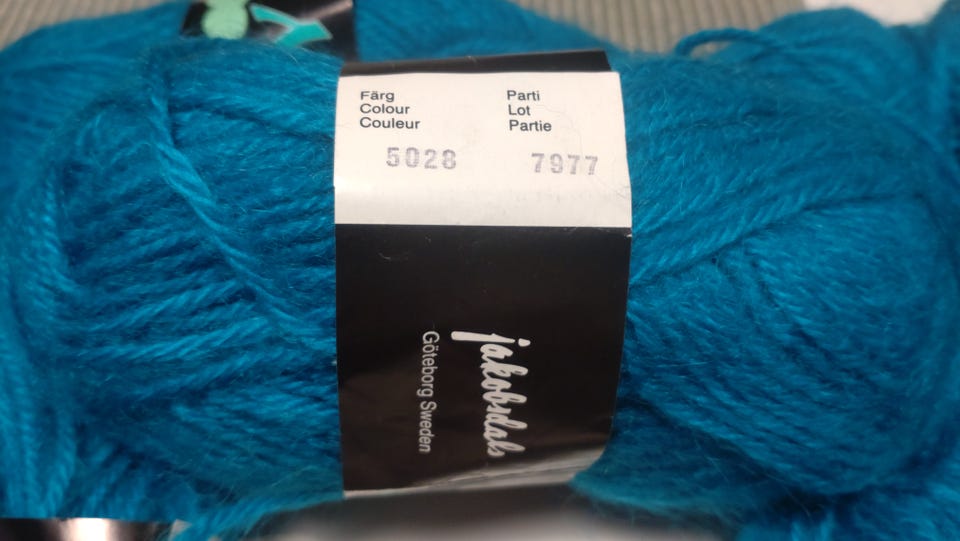 Färg
Colour
Couleur
5028
Parti
Lot
Partie
7977
jakobsdals
Göteborg Sweden